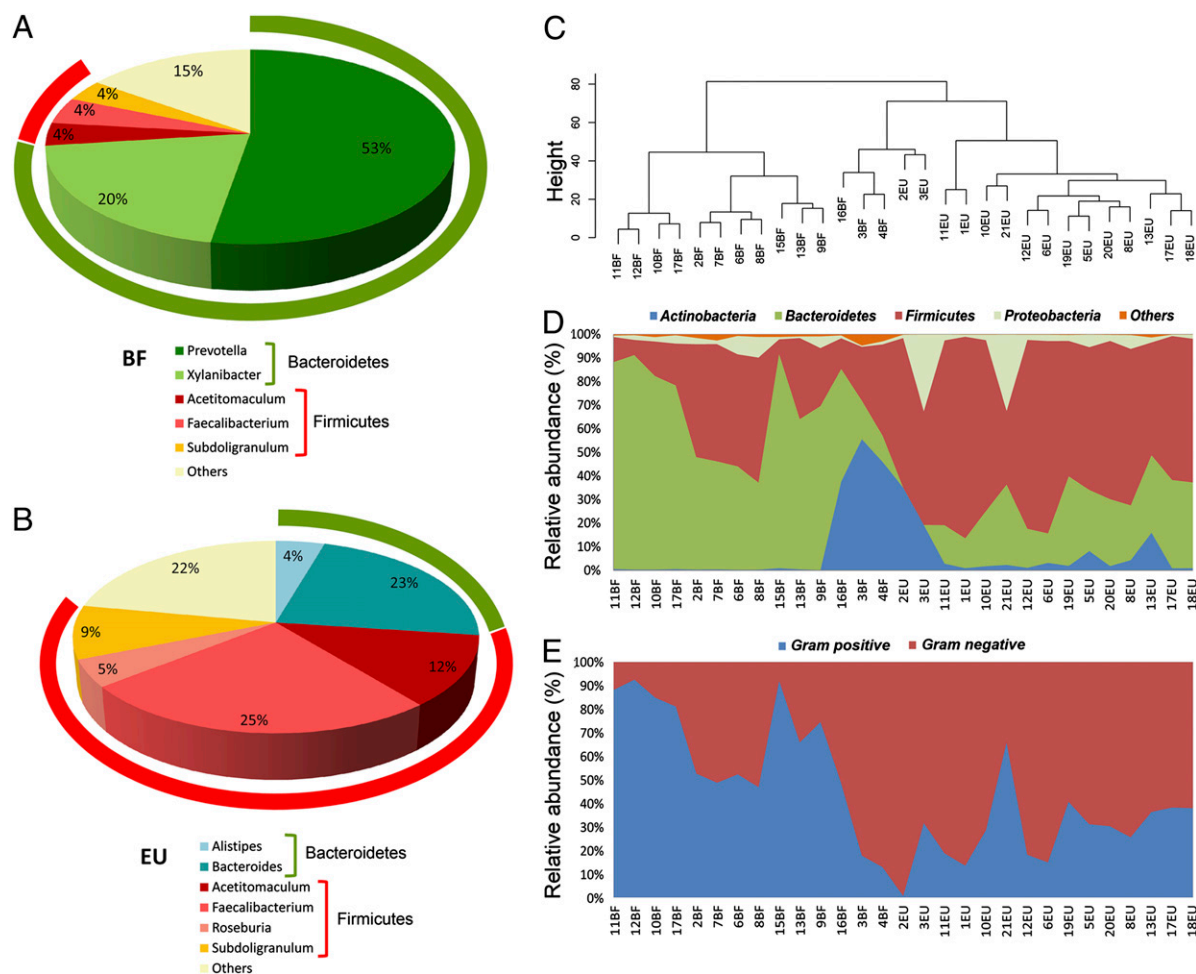 A
15%
4%
4%
4%
53%
20%
BF
Prevotella
Xylanibacter
Bacteroidetes
Acetitomaculum
Faecalibacterium
Subdoligranulum
Firmicutes
Others
B
4%
22%
23%
9%
12%
5%
25%
EU
Alistipes
Bacteroides
Bacteroidetes
Acetitomaculum
Faecalibacterium
Roseburia
Subdoligranulum
Firmicutes
Others
C
Height
80
60
40
20
0
11BF
12BF
10BF
17BF
2BF
7BF
6BF
8BF
15BF
13BF
9BF
16BF
3BF
4BF
2EU
3EU
11EU
1EU
10EU
21EU
12EU
6EU
19EU
5EU
20EU
8EU
13EU
17EU
18EU
D
Actinobacteria Bacteroidetes Firmicutes Proteobacteria Others
Relative abundance (%)
100%
90%
80%
70%
60%
50%
40%
30%
20%
10%
0%
11BF
12BF
10BF
17BF
2BF
7BF
6BF
8BF
15BF
13BF
9BF
16BF
3BF
4BF
2EU
3EU
11EU
1EU
10EU
21EU
12EU
6EU
19EU
5EU
20EU
8EU
13EU
17EU
18EU
E
Gram positive Gram negative
Relative abundance (%)
100%
90%
80%
70%
60%
50%
40%
30%
20%
10%
0%
11BF
12BF
10BF
17BF
2BF
7BF
6BF
8BF
15BF
13BF
9BF
16BF
3BF
4BF
2EU
3EU
11EU
1EU
10EU
21EU
12EU
6EU
19EU
5EU
20EU
8EU
13EU
17EU
18EU